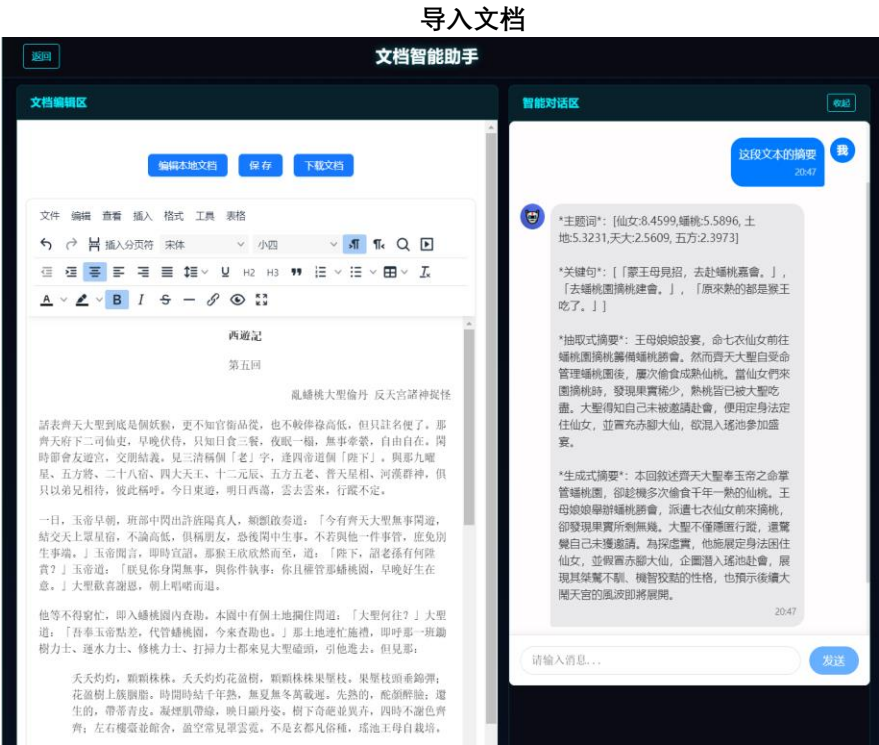 导入文档
返回
文档智能助手
文档编辑区
编辑本地文档 保存 下载文档
文件 编辑 查看 插入 格式 工具 表格
插入分页符 宋体 小四
H2 H3
A B I S
西遊記
第五回
亂蟠桃大聖偷丹 反天宮諸神捉怪
話表齊天大聖到底是個妖猴，更不知官銜品從，也不較俸祿高低，但只註名便了。那
齊天府下二司仙吏，早晚伏侍，只知日食三餐，夜眠一榻，無事牽縈，自由自在。閑
時節會友遊宮，交朋結義。見三清稱個「老」字，逢四帝道個「陛下」。與那九曜
星、五方將、二十八宿、四大天王、十二元辰、五方五老、普天星相、河漢群神，俱
只以弟兄相待，彼此稱呼。今日東遊，明日西蕩，雲去雲來，行蹤不定。
一日，玉帝早朝，班部中閃出許旌陽真人，頫顖啟奏道：「今有齊天大聖無事閑遊，
結交天上眾星宿，不論高低，俱稱朋友，恐後閑中生事。不若與他一件事管，庶免別
生事端。」玉帝聞言，即時宣詔。那猴王欣欣然而至，道：「陛下，詔老孫有何陞
賞？」玉帝道：「朕見你身閑無事，與你件執事：你且權管那蟠桃園，早晚好生在
意。」大聖歡喜謝恩，朝上唱喏而退。
他等不得窮忙，即入蟠桃園內查勘。本園中有個土地攔住問道：「大聖何往？」大聖
道：「吾奉玉帝點差，代管蟠桃園，今來查勘也。」那土地連忙施禮，即呼那一班鋤
樹力士、運水力士、修桃力士、打掃力士都來見大聖磕頭，引他進去。但見那：
夭夭灼灼，顆顆株株。夭夭灼灼花盈樹，顆顆株株果壓枝。果壓枝頭垂錦彈；
花盈樹上簇胭脂。時開時結千年熟，無夏無冬萬載遲。先熟的，酡顏醉臉；還
生的，帶蒂青皮。凝煙肌帶綠，映日顯丹姿。樹下奇葩並異卉，四時不謝色齊
齊；左右樓臺並館舍，盈空常見罩雲霓。不是玄都凡俗種，瑤池王母自栽培。
智能对话区
收起
这段文本的摘要
20:47
我
*主题词*：[仙女:8.4599,蟠桃:5.5896, 土
地:5.3231,天大:2.5609, 五方:2.3973]
*关键句*：[「蒙王母見招，去赴蟠桃嘉會。」,
「去蟠桃園摘桃建會。」, 「原來熟的都是猴王
吃了。」]
*抽取式摘要*：王母娘娘設宴，命七衣仙女前往
蟠桃園摘桃籌備蟠桃勝會。然而齊天大聖自受命
管理蟠桃園後，屢次偷食成熟仙桃。當仙女們來
園摘桃時，發現果實稀少，熟桃皆已被大聖吃
盡。大聖得知自己未被邀請赴會，便用定身法定
住仙女，並冒充赤腳大仙，欲混入瑤池參加盛
宴。
*生成式摘要*：本回敘述齊天大聖奉玉帝之命掌
管蟠桃園，卻趁機多次偷食千年一熟的仙桃。王
母娘娘舉辦蟠桃勝會，派遣七衣仙女前來摘桃，
卻發現果實所剩無幾。大聖不僅隱匿行蹤，還驚
覺自己未獲邀請。為探虛實，他施展定身法困住
仙女，並假冒赤腳大仙，企圖潛入瑤池赴會，展
現其桀驁不馴、機智狡黠的性格，也預示後續大
鬧天宮的風波即將展開。
20:47
请输入消息...
发送